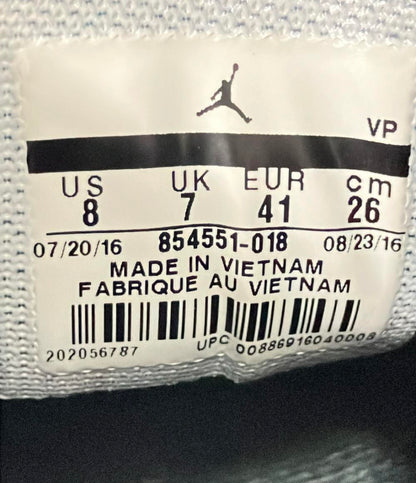 VP
US UK EUR cm
8 7 41 26
07/20/16 854551-018 08/23/16
MADE IN VIETNAM
FABRIQUE AU VIETNAM
202056787 UPC 00886916040008